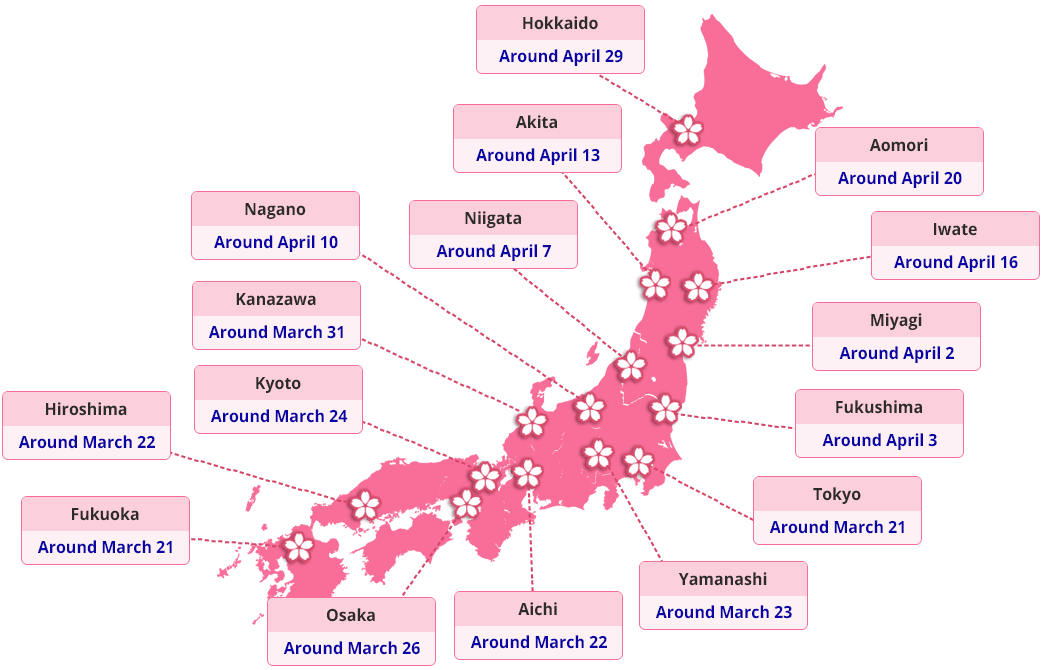 Hokkaido
Around April 29
Akita
Around April 13
Aomori
Around April 20
Nagano
Around April 10
Niigata
Around April 7
Iwate
Around April 16
Kanazawa
Around March 31
Miyagi
Around April 2
Kyoto
Around March 24
Hiroshima
Around March 22
Fukushima
Around April 3
Tokyo
Around March 21
Fukuoka
Around March 21
Yamanashi
Around March 23
Osaka
Around March 26
Aichi
Around March 22